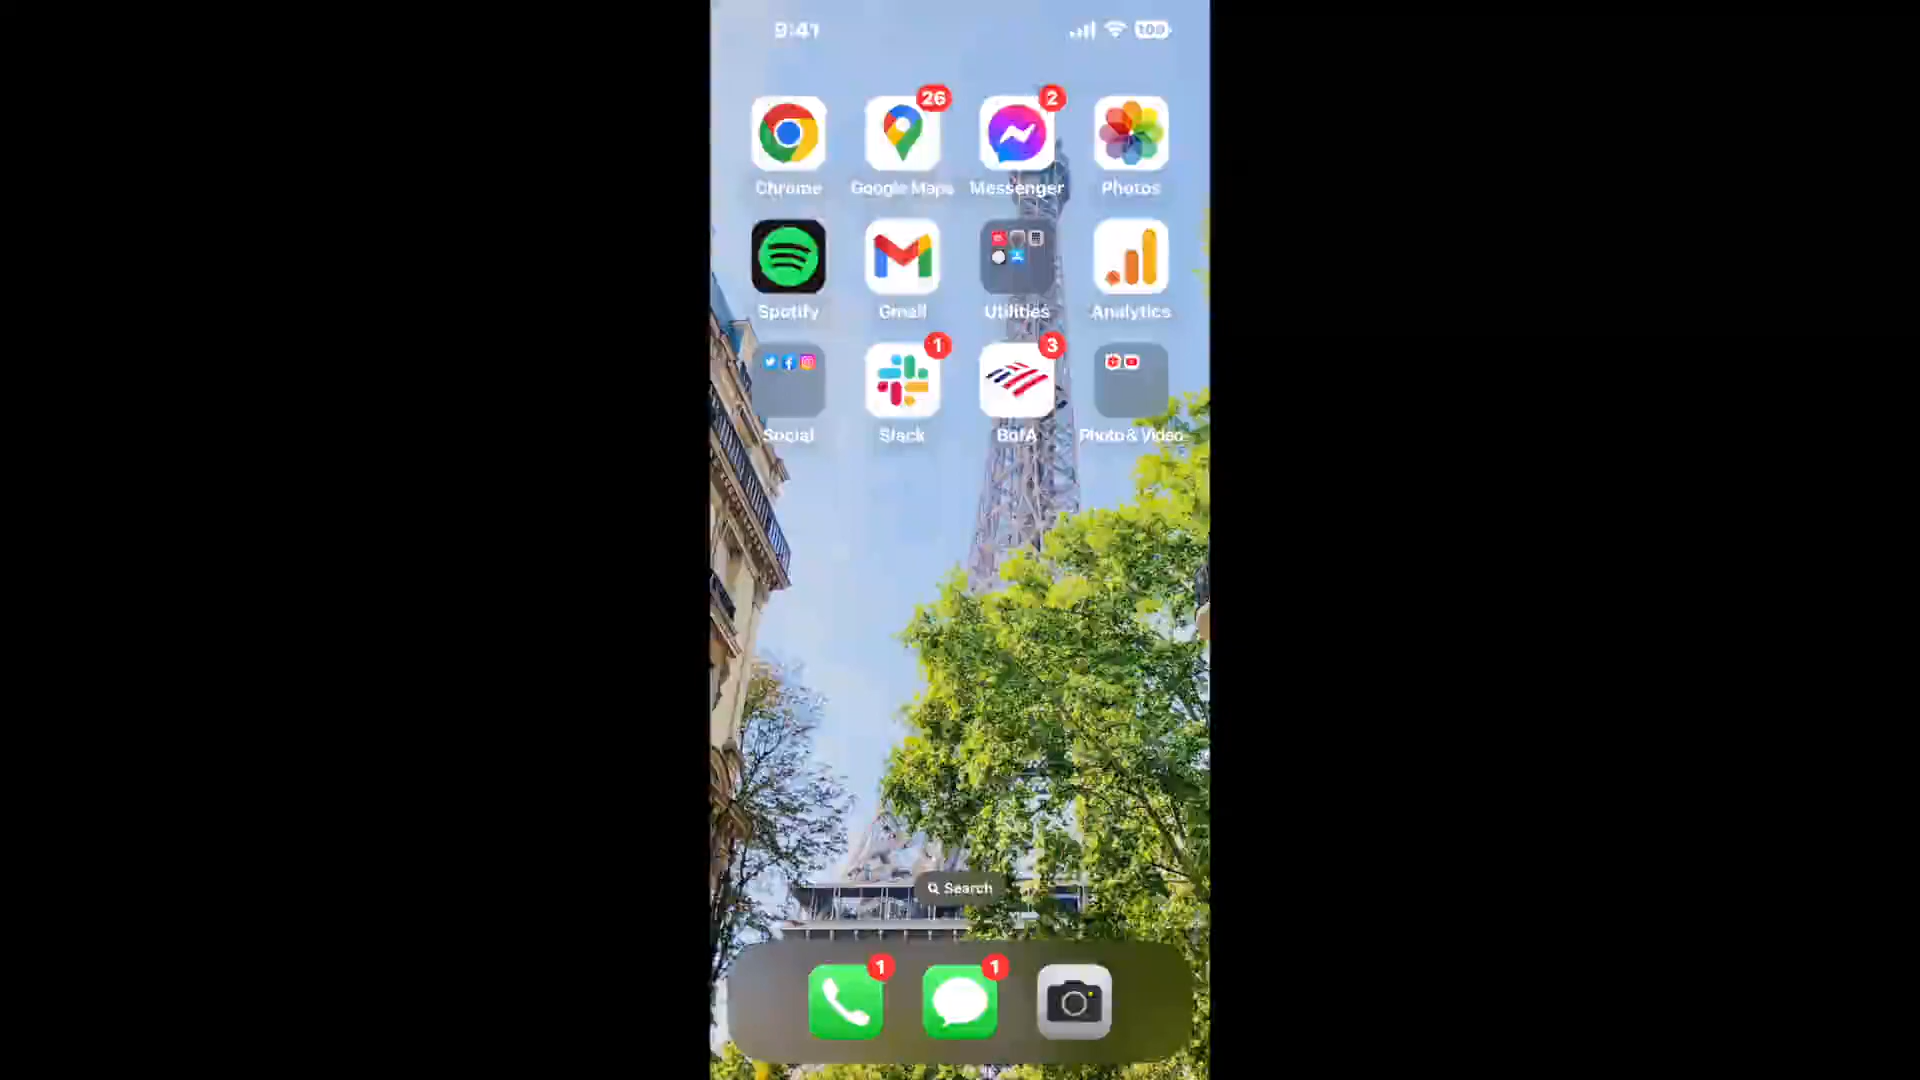 9:41
100
26
2
Chrome
Google Maps
Messenger
Photos
Spotify
Gmail
Utilities
Analytics
1
3
Social
Slack
BofA
Photo & Video
Search
1
1